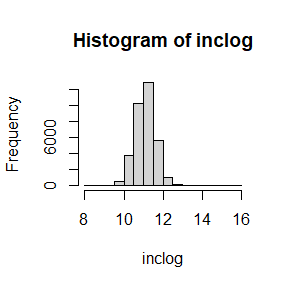 Histogram of inclog
Frequency
6000
0
8 10 12 14 16
inclog